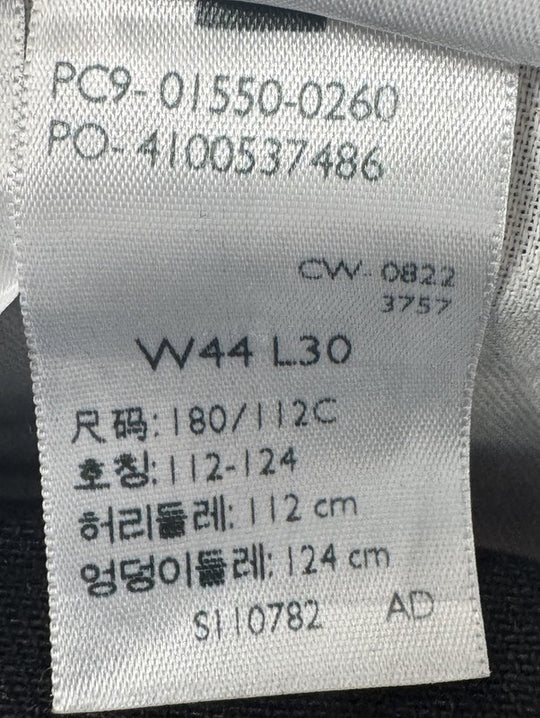 PC9-01550-0260
PO-4100537486
CW-0822
3757
W44 L30
尺码:180/112C
호칭:112-124
허리둘레:112 cm
엉덩이둘레:124 cm
S110782 AD